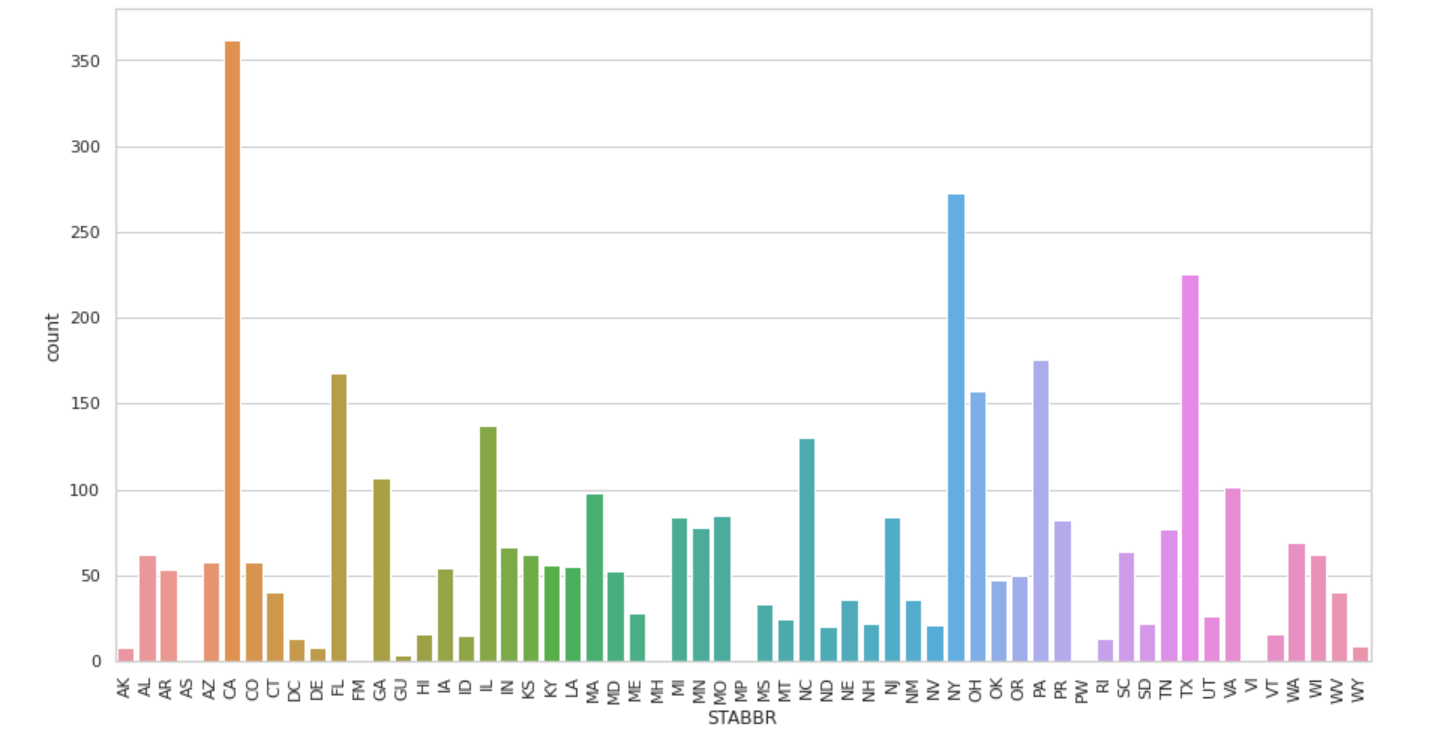 350
300
250
200
150
100
50
0
count
AK AL AR AS AZ CA CO CT DC DE FL FM GA GU HI IA ID IL IN KS KY LA MA MD ME MH MI MN MO MP MS MT NC ND NE NH NJ NM NV NY OH OK OR PA PR PW RI SC SD TN TX UT VA VI VT WA WI WV WY
STABBR